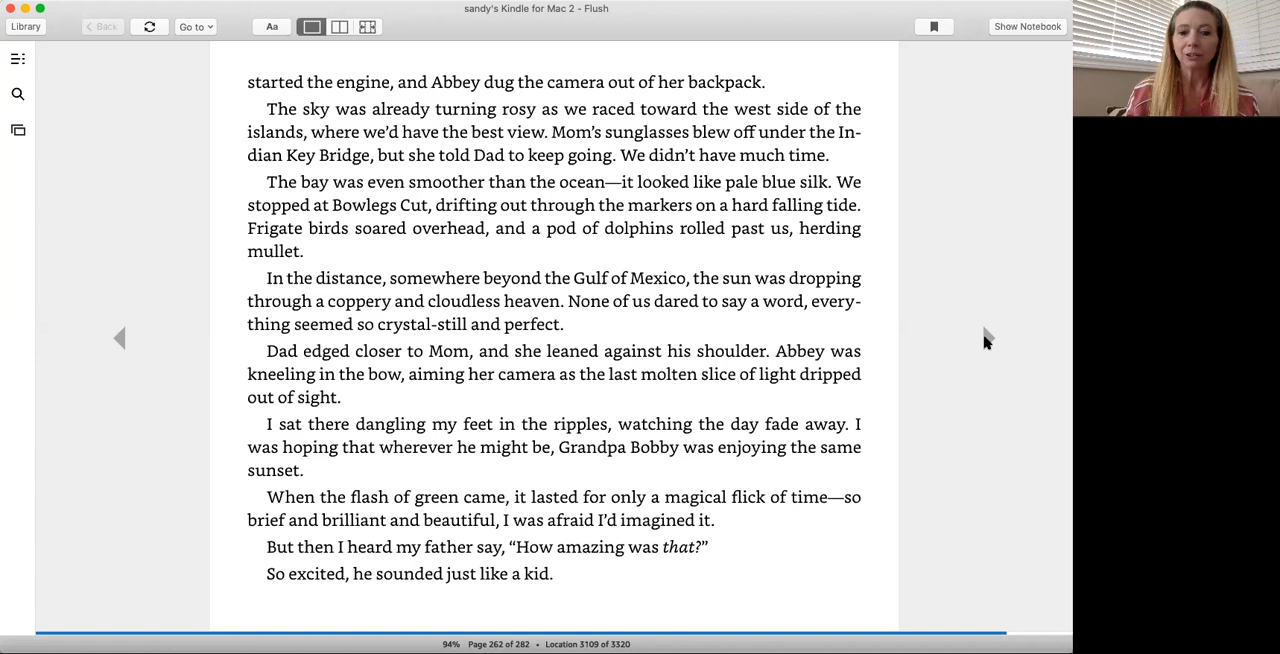 sandy's Kindle for Mac 2 - Flush
Library
Back
Go to
Aa
Show Notebook
started the engine, and Abbey dug the camera out of her backpack.
The sky was already turning rosy as we raced toward the west side of the
islands, where we'd have the best view. Mom's sunglasses blew off under the In-
dian Key Bridge, but she told Dad to keep going. We didn't have much time.
The bay was even smoother than the ocean—it looked like pale blue silk. We
stopped at Bowlegs Cut, drifting out through the markers on a hard falling tide.
Frigate birds soared overhead, and a pod of dolphins rolled past us, herding
mullet.
In the distance, somewhere beyond the Gulf of Mexico, the sun was dropping
through a coppery and cloudless heaven. None of us dared to say a word, every-
thing seemed so crystal-still and perfect.
Dad edged closer to Mom, and she leaned against his shoulder. Abbey was
kneeling in the bow, aiming her camera as the last molten slice of light dripped
out of sight.
I sat there dangling my feet in the ripples, watching the day fade away. I
was hoping that wherever he might be, Grandpa Bobby was enjoying the same
sunset.
When the flash of green came, it lasted for only a magical flick of time—so
brief and brilliant and beautiful, I was afraid I'd imagined it.
But then I heard my father say, “How amazing was that?”
So excited, he sounded just like a kid.
94% Page 262 of 282 • Location 3109 of 3320